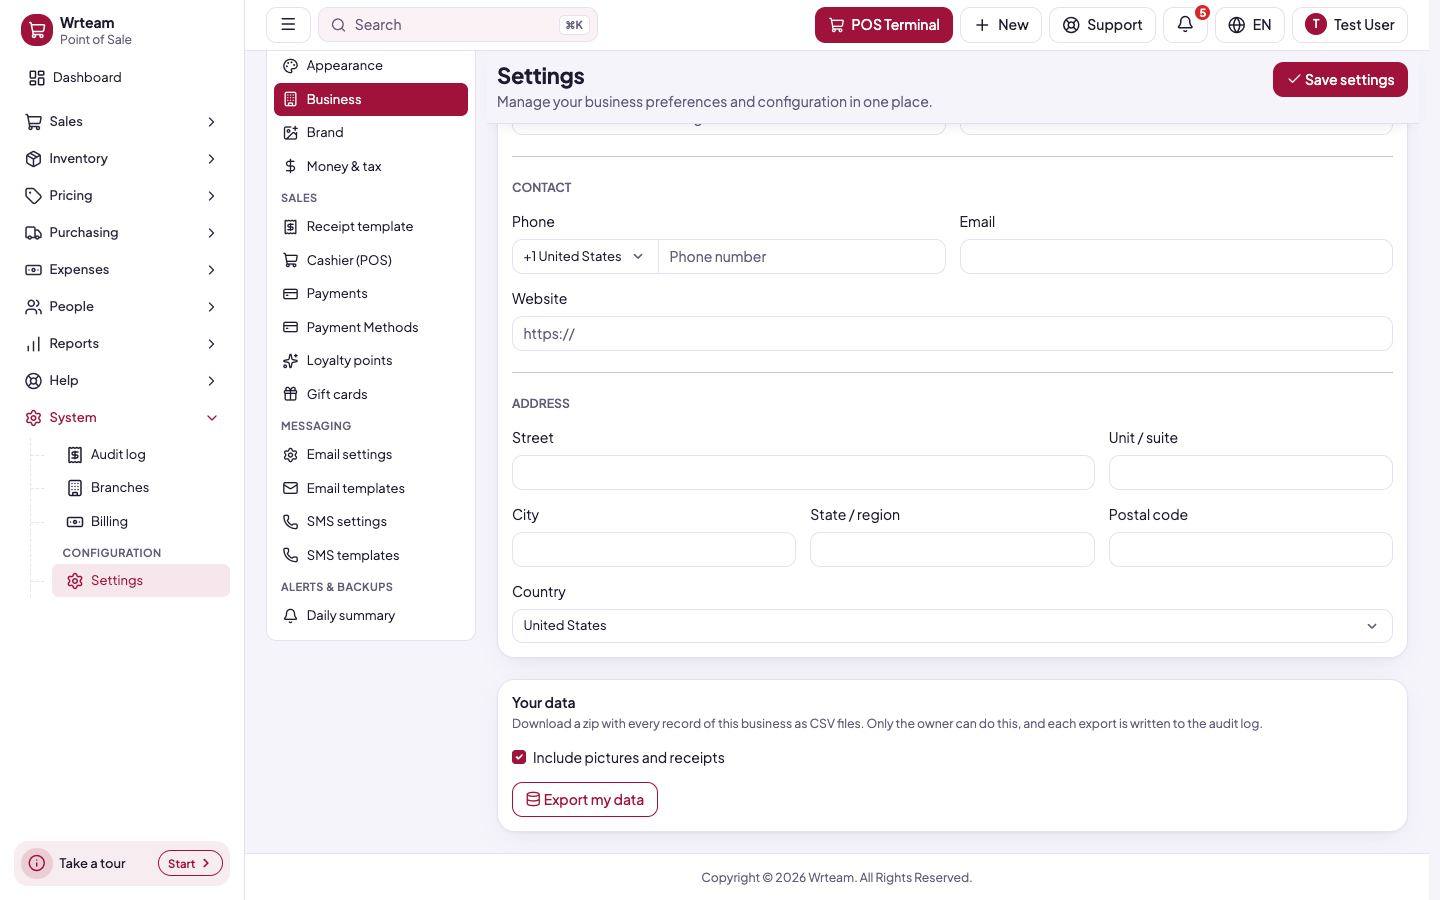 Wrteam
Point of Sale
Dashboard
Sales
Inventory
Pricing
Purchasing
Expenses
People
Reports
Help
System
Audit log
Branches
Billing
CONFIGURATION
Settings
Take a tour
Start
Search
⌘K
POS Terminal
New
Support
5
EN
T
Test User
Appearance
Business
Brand
Money & tax
SALES
Receipt template
Cashier (POS)
Payments
Payment Methods
Loyalty points
Gift cards
MESSAGING
Email settings
Email templates
SMS settings
SMS templates
ALERTS & BACKUPS
Daily summary
Settings
Manage your business preferences and configuration in one place.
Save settings
CONTACT
Phone
Email
+1 United States
Phone number
Website
https://
ADDRESS
Street
Unit / suite
City
State / region
Postal code
Country
United States
Your data
Download a zip with every record of this business as CSV files. Only the owner can do this, and each export is written to the audit log.
Include pictures and receipts
Export my data
Copyright © 2026 Wrteam. All Rights Reserved.